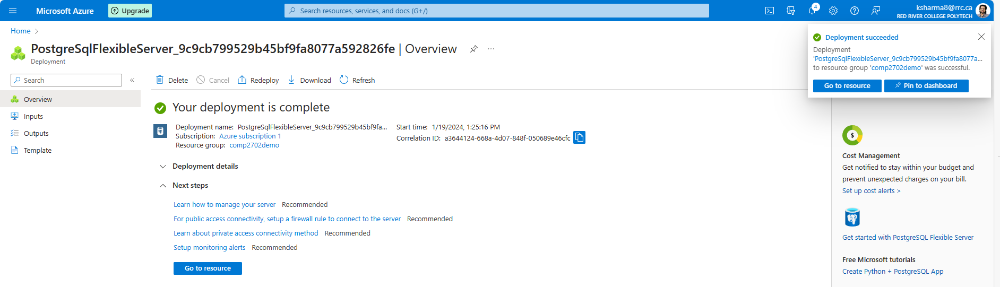 Microsoft Azure
Upgrade
Search resources, services, and docs (G+/)
4
ksharma8@rrc.ca
RED RIVER COLLEGE POLYTECH
Home >
PostgreSqlFlexibleServer_9c9cb799529b45bf9fa8077a592826fe | Overview
Deployment
Search
Overview
Inputs
Outputs
Template
Delete
Cancel
Redeploy
Download
Refresh
Your deployment is complete
Deployment name: PostgreSqlFlexibleServer_9c9cb799529b45bf9fa...
Subscription: Azure subscription 1
Resource group: comp2702demo
Start time: 1/19/2024, 1:25:16 PM
Correlation ID: a3644124-668a-4d07-848f-050689e46cfc
Deployment details
Next steps
Learn how to manage your server Recommended
For public access connectivity, setup a firewall rule to connect to the server Recommended
Learn about private access connectivity method Recommended
Setup monitoring alerts Recommended
Go to resource
Deployment succeeded
Deployment
'PostgreSqlFlexibleServer_9c9cb799529b45bf9fa8077a...
to resource group 'comp2702demo' was successful.
Go to resource
Pin to dashboard
$
Cost Management
Get notified to stay within your budget and
prevent unexpected charges on your bill.
Set up cost alerts >
Get started with PostgreSQL Flexible Server
Free Microsoft tutorials
Create Python + PostgreSQL App